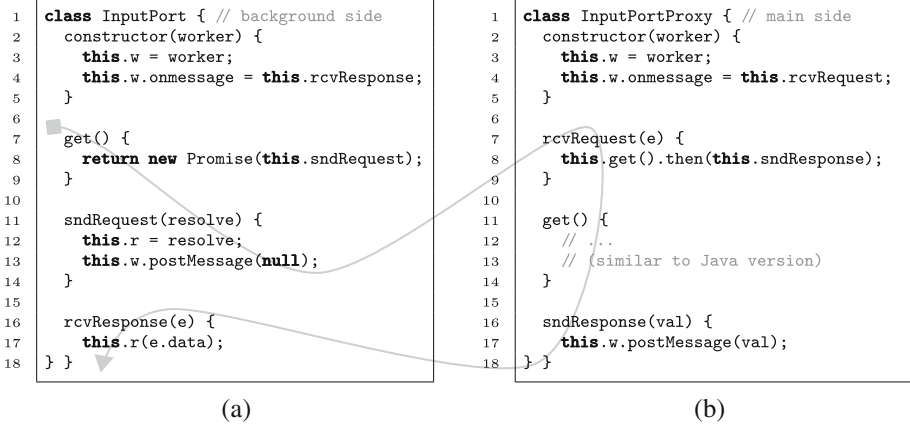 1 class InputPort { // background side
2 constructor(worker) {
3 this.w = worker;
4 this.w.onmessage = this.rcvResponse;
5 }
6
7 get() {
8 return new Promise(this.sndRequest);
9 }
10
11 sndRequest(resolve) {
12 this.r = resolve;
13 this.w.postMessage(null);
14 }
15
16 rcvResponse(e) {
17 this.r(e.data);
18 } }
(a)
1 class InputPortProxy { // main side
2 constructor(worker) {
3 this.w = worker;
4 this.w.onmessage = this.rcvRequest;
5 }
6
7 rcvRequest(e) {
8 this.get().then(this.sndResponse);
9 }
10
11 get() {
12 // ...
13 // (similar to Java version)
14 }
15
16 sndResponse(val) {
17 this.w.postMessage(val);
18 } }
(b)